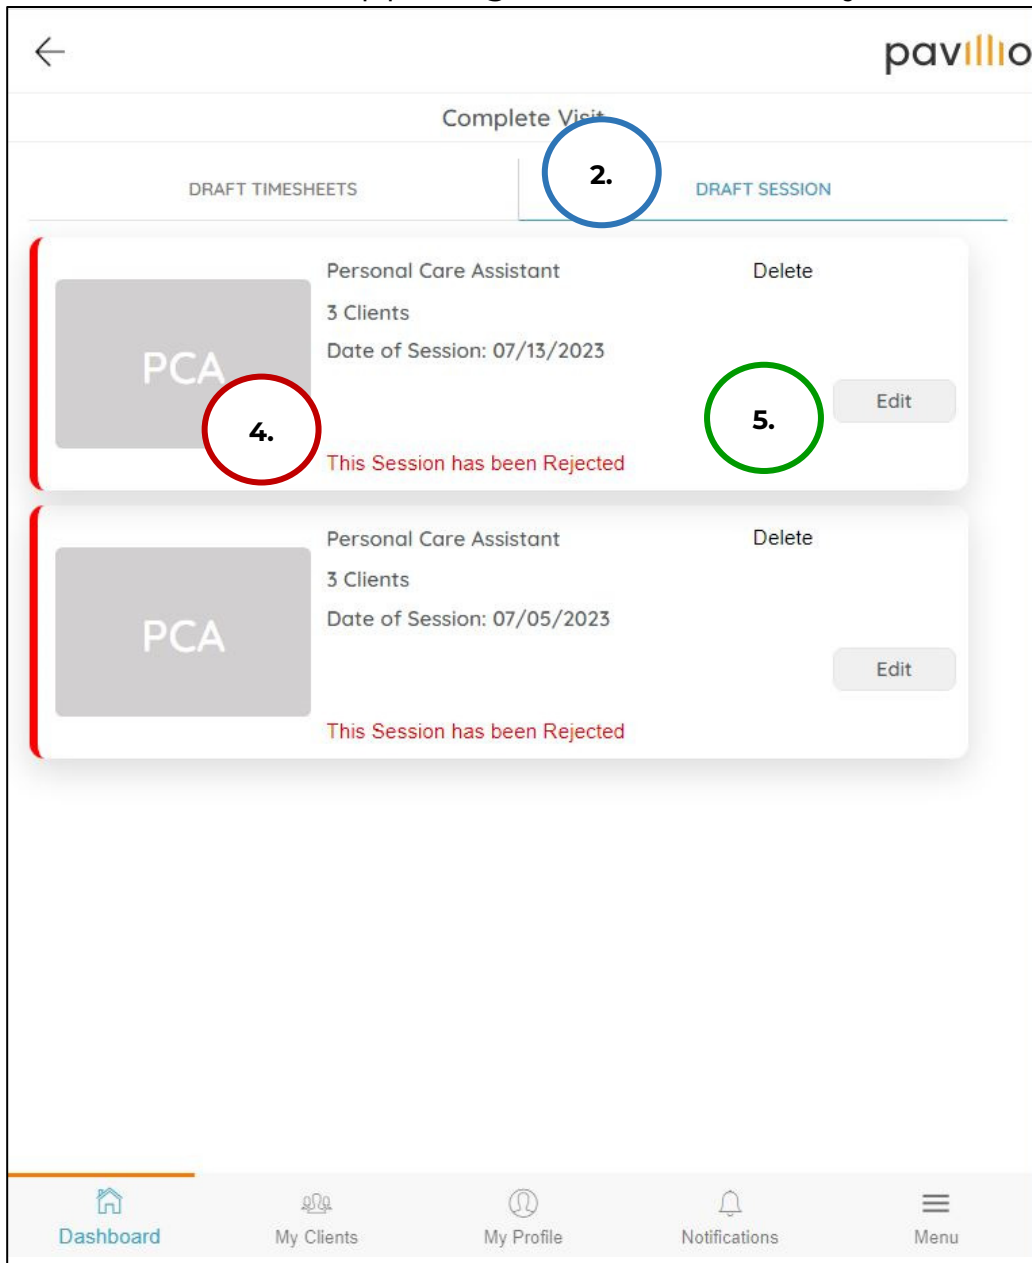 pavillio
Complete Visit
2.
DRAFT TIMESHEETS
DRAFT SESSION
PCA
Personal Care Assistant
Delete
3 Clients
Date of Session: 07/13/2023
4.
5.
Edit
This Session has been Rejected
PCA
Personal Care Assistant
Delete
3 Clients
Date of Session: 07/05/2023
Edit
This Session has been Rejected
Dashboard
My Clients
My Profile
Notifications
Menu